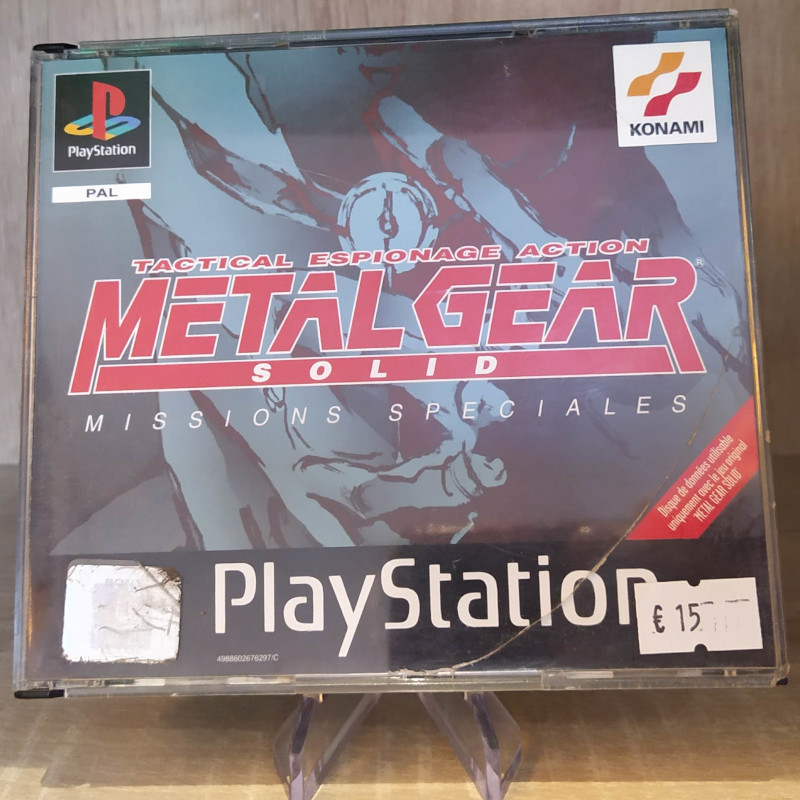 PlayStation
PAL
KONAMI
TACTICAL ESPIONAGE ACTION
METAL GEAR®
SOLID
MISSIONS SPECIALES
Disque de données utilisable
uniquement avec le jeu original
"METAL GEAR SOLID"
PlayStation
€ 15
4988602676297/C